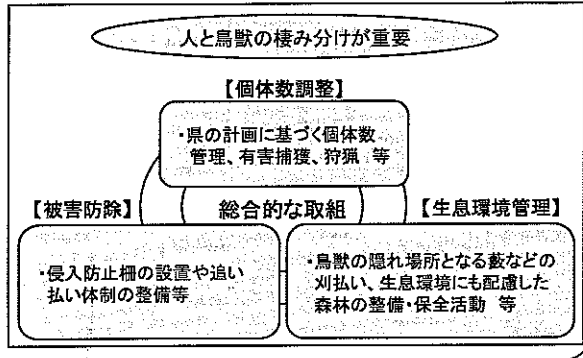 人と鳥獣の棲み分けが重要
【個体数調整】
・県の計画に基づく個体数
管理、有害捕獲、狩猟 等
【被害防除】
総合的な取組
【生息環境管理】
・侵入防止柵の設置や追い
払い体制の整備等
・鳥獣の隠れ場所となる藪などの
刈払い、生息環境にも配慮した
森林の整備・保全活動 等